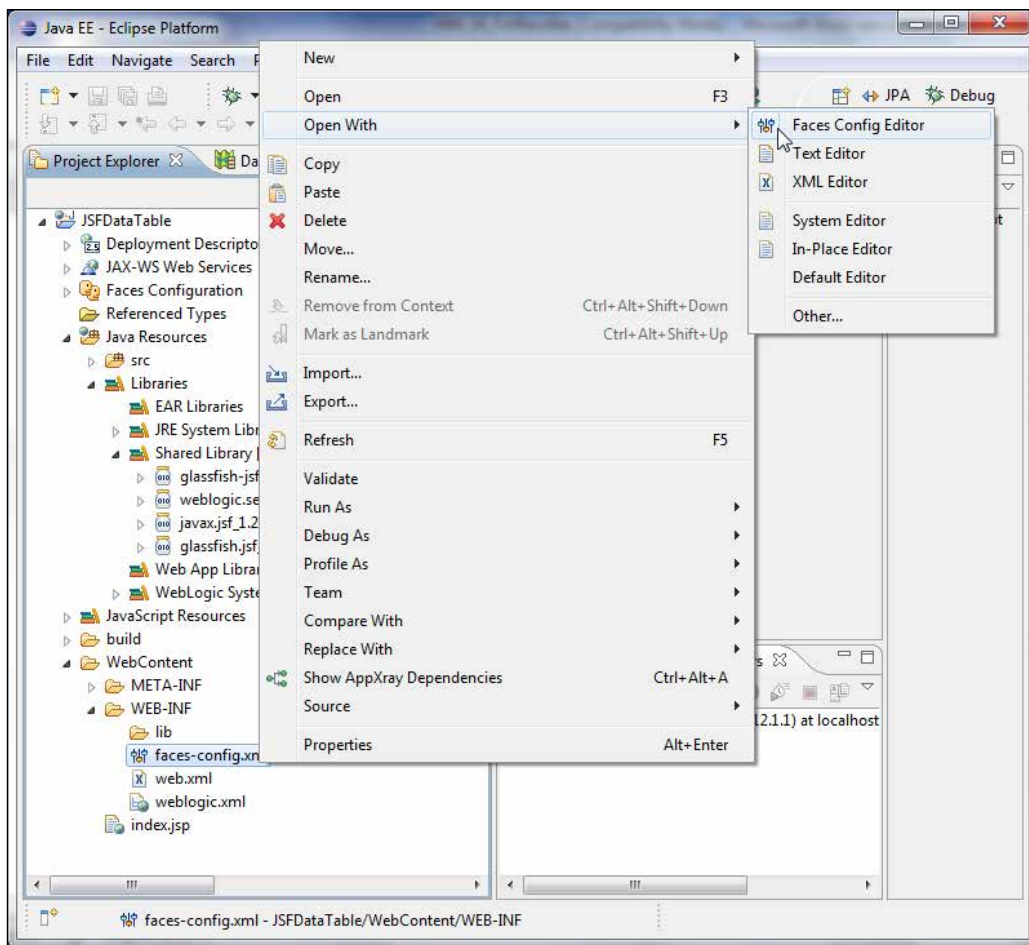 Java EE - Eclipse Platform
File Edit Navigate Search
New
Open F3
Open With
JPA Debug
Faces Config Editor
Text Editor
XML Editor
System Editor
In-Place Editor
Default Editor
Other...
Copy
Paste
Delete
Move...
Rename...
Remove from Context Ctrl+Alt+Shift+Down
Mark as Landmark Ctrl+Alt+Shift+Up
Import...
Export...
Refresh F5
Validate
Run As
Debug As
Profile As
Team
Compare With
Replace With
Show AppXray Dependencies Ctrl+Alt+A
Source
Properties Alt+Enter
Project Explorer Da
JSFDataTable
Deployment Descripto
JAX-WS Web Services
Faces Configuration
Referenced Types
Java Resources
src
Libraries
EAR Libraries
JRE System Libr
Shared Library
glassfish-jsf
weblogic.se
javax.jsf_1.2
glassfish.jsf_
Web App Librar
WebLogic Syste
JavaScript Resources
build
WebContent
META-INF
WEB-INF
lib
faces-config.xm
web.xml
weblogic.xml
index.jsp
12.1.1) at localhost
faces-config.xml - JSFDataTable/WebContent/WEB-INF